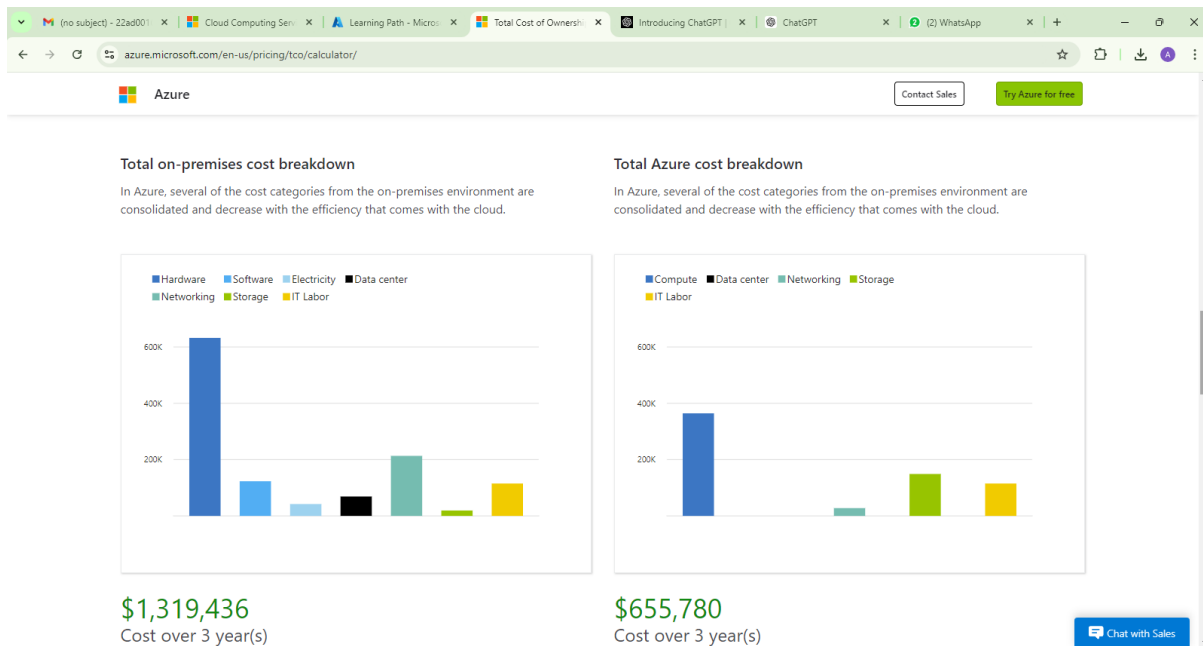 (no subject) - 22ad001
Cloud Computing Serv
Learning Path - Micros
Total Cost of Ownersh
Introducing ChatGPT |
ChatGPT
(2) WhatsApp
azure.microsoft.com/en-us/pricing/tco/calculator/
A
Azure
Contact Sales
Try Azure for free
Total on-premises cost breakdown
In Azure, several of the cost categories from the on-premises environment are
consolidated and decrease with the efficiency that comes with the cloud.
Hardware Software Electricity Data center
Networking Storage IT Labor
600K
400K
200K
$1,319,436
Cost over 3 year(s)
Total Azure cost breakdown
In Azure, several of the cost categories from the on-premises environment are
consolidated and decrease with the efficiency that comes with the cloud.
Compute Data center Networking Storage
IT Labor
600K
400K
200K
$655,780
Cost over 3 year(s)
Chat with Sales